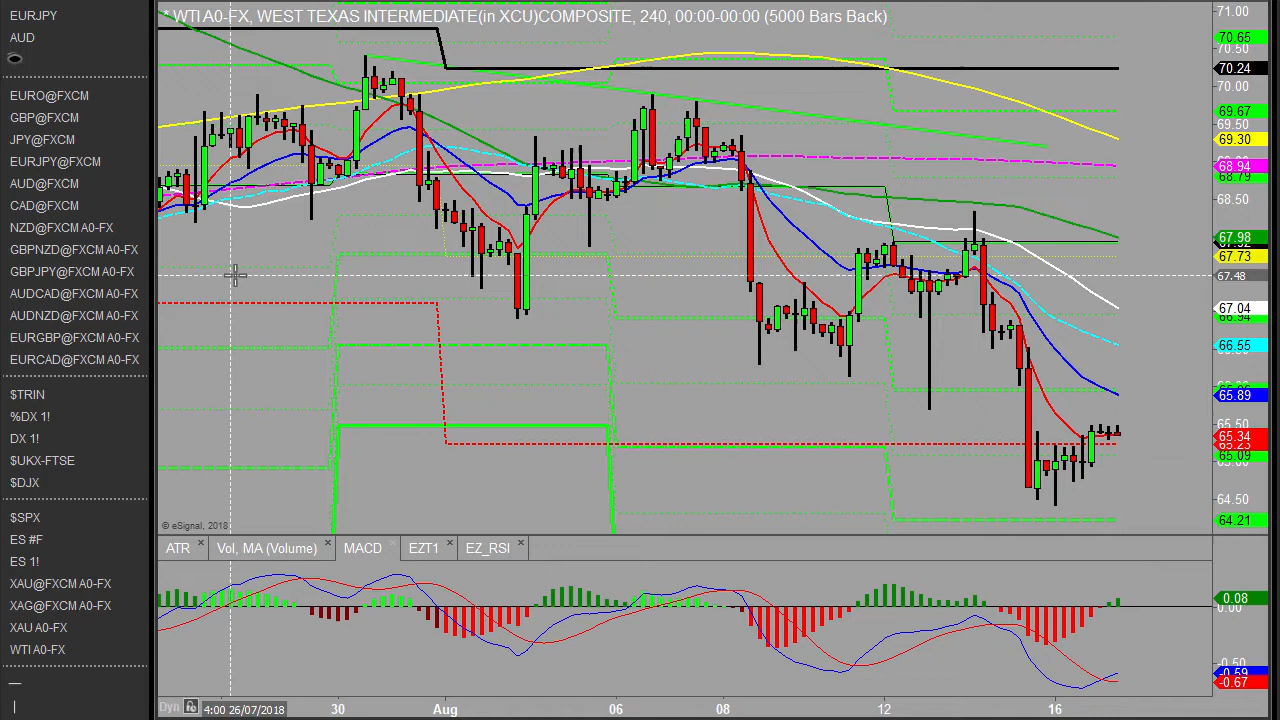 EURJPY
AUD
EURO@FXCM
GBP@FXCM
JPY@FXCM
EURJPY@FXCM
AUD@FXCM
CAD@FXCM
NZD@FXCM A0-FX
GBPNZD@FXCM A0-FX
GBPJPY@FXCM A0-FX
AUDCAD@FXCM A0-FX
AUDNZD@FXCM A0-FX
EURGBP@FXCM A0-FX
EURCAD@FXCM A0-FX
$TRIN
%DX 1!
DX 1!
$UKX-FTSE
$DJX
$SPX
ES #F
ES 1!
XAU@FXCM A0-FX
XAG@FXCM A0-FX
XAU A0-FX
WTI A0-FX
* WTI A0-FX, WEST TEXAS INTERMEDIATE(in XCU)COMPOSITE, 240, 00:00-00:00 (5000 Bars Back)
71.00
70.65
70.50
70.24
70.00
69.67
69.50
69.30
68.94
68.79
68.50
67.98
67.73
67.48
67.04
66.55
65.89
65.50
65.34
65.23
65.09
64.50
64.21
© eSignal, 2018
ATR
Vol, MA (Volume)
MACD
EZT1
EZ_RSI
0.08
0.00
-0.50
-0.67
Dyn
4:00 26/07/2018
30
Aug
06
08
12
16